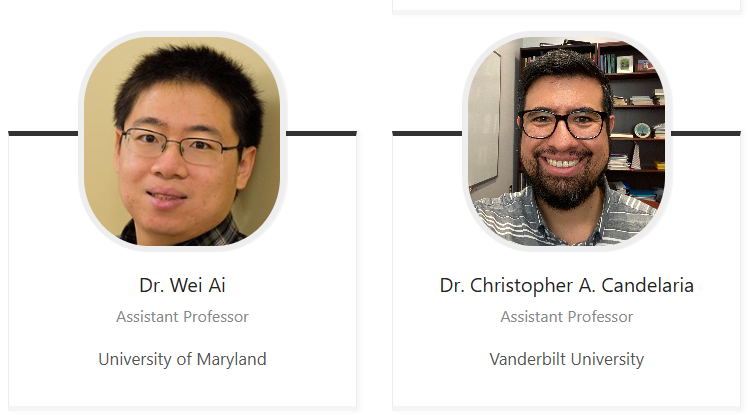 Dr. Wei Ai
Assistant Professor
University of Maryland
Dr. Christopher A. Candelaria
Assistant Professor
Vanderbilt University